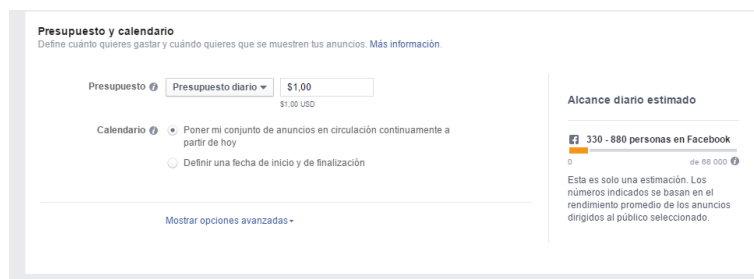 Presupuesto y calendario
Define cuánto quieres gastar y cuándo quieres que se muestren tus anuncios. Más información.
Presupuesto Presupuesto diario $1,00
$1,00 USD
Calendario Poner mi conjunto de anuncios en circulación continuamente a
partir de hoy
Definir una fecha de inicio y de finalización
Mostrar opciones avanzadas
Alcance diario estimado
330 - 880 personas en Facebook
0 de 68 000
Esta es solo una estimación. Los
números indicados se basan en el
rendimiento promedio de los anuncios
dirigidos al público seleccionado.